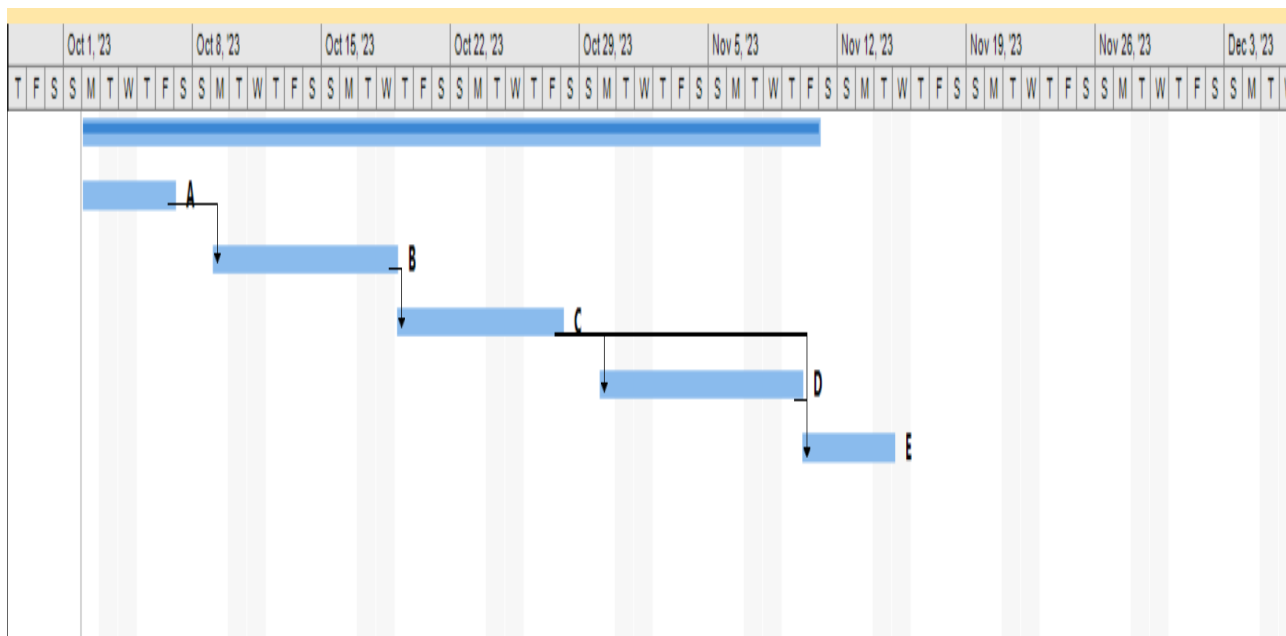 Oct 1, '23 Oct 8, '23 Oct 15, '23 Oct 22, '23 Oct 29, '23 Nov 5, '23 Nov 12, '23 Nov 19, '23 Nov 26, '23 Dec 3, '23
T F S S M T W T F S S M T W T F S S M T W T F S S M T W T F S S M T W T F S S M T W T F S S M T W T F S S M T W T F S S M T W T F S S M T W
A
B
C
D
E